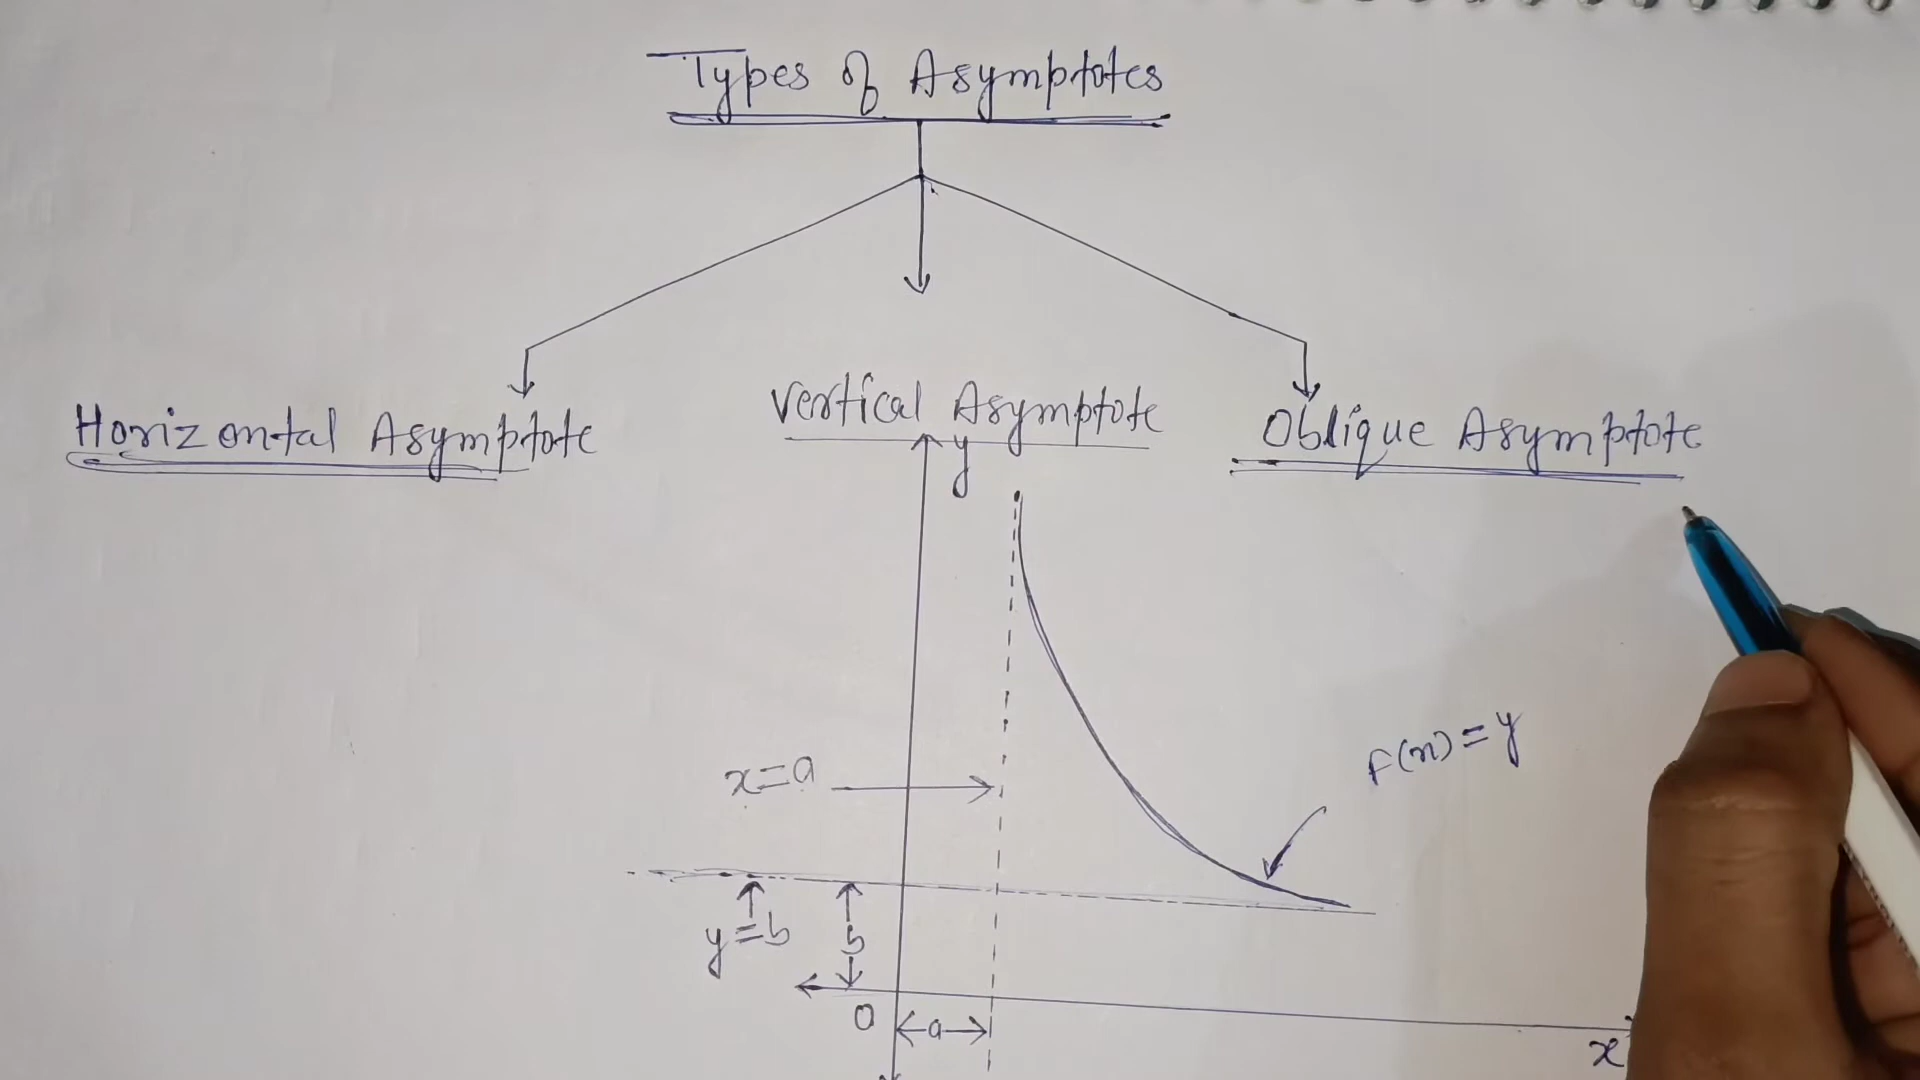 Types of Asymptotes
Horizontal Asymptote
Vertical Asymptote
Oblique Asymptote
y
F(x) = y
x=a
y=b
b
O
a
x